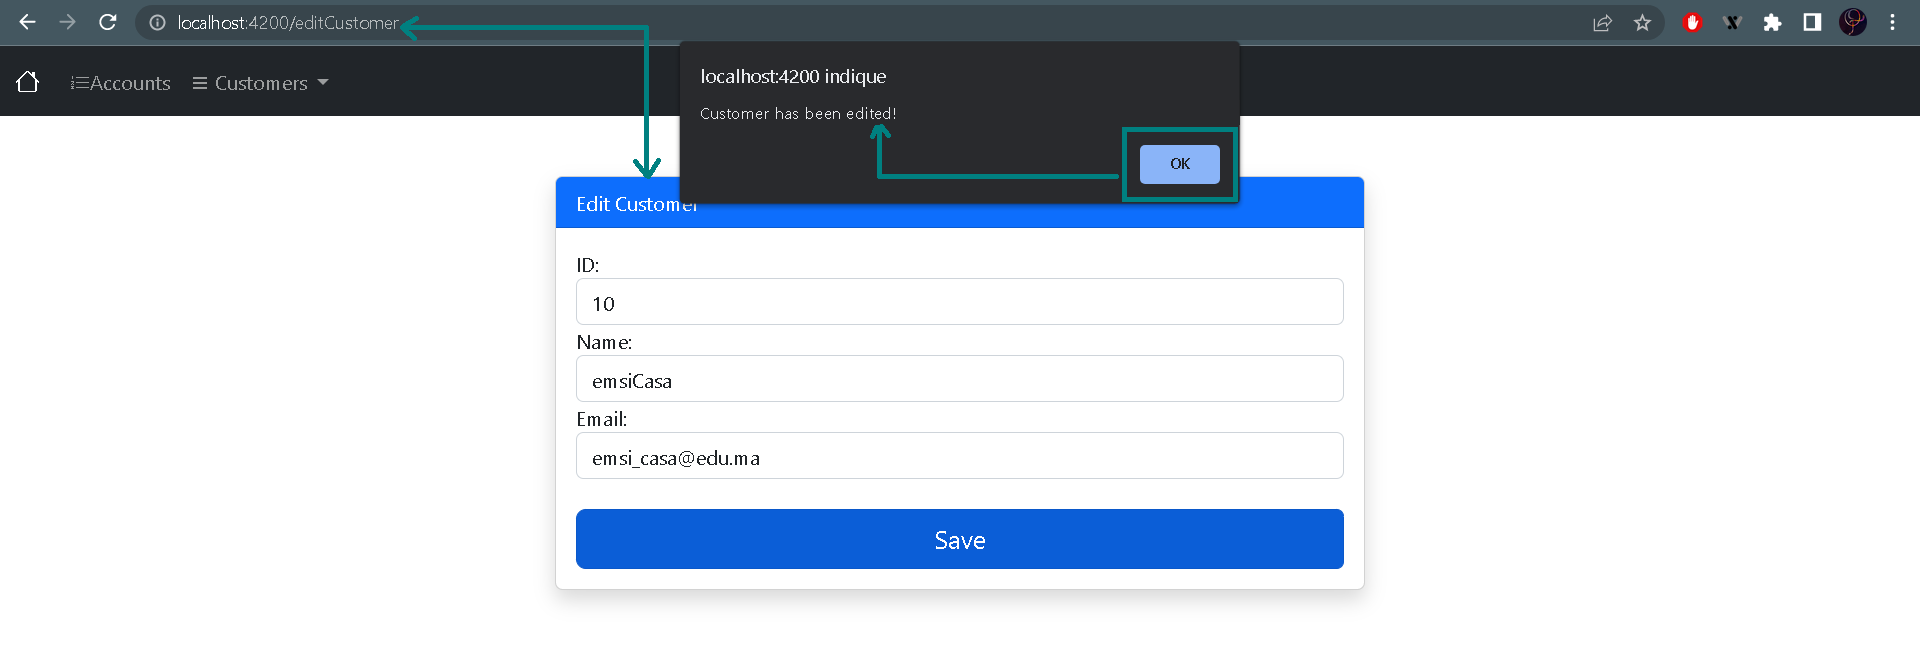 localhost:4200/editCustomer
Accounts Customers
localhost:4200 indique
Customer has been edited!
OK
Edit Customer
ID:
10
Name:
emsiCasa
Email:
emsi_casa@edu.ma
Save